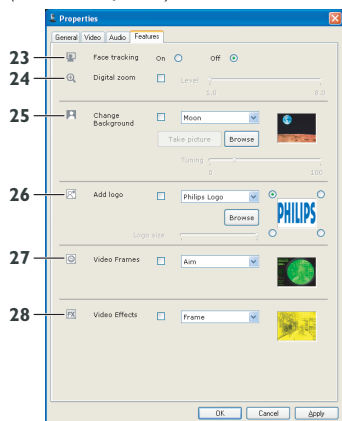 Properties
General Video Audio Features
23 Face tracking On Off
24 Digital zoom Level
1.0 8.0
25 Change Background Moon
Take picture Browse
Tuning
0 100
26 Add logo Philips Logo
Browse
PHILIPS
Logo size
27 Video Frames Aim
28 FX Video Effects Frame
OK Cancel Apply